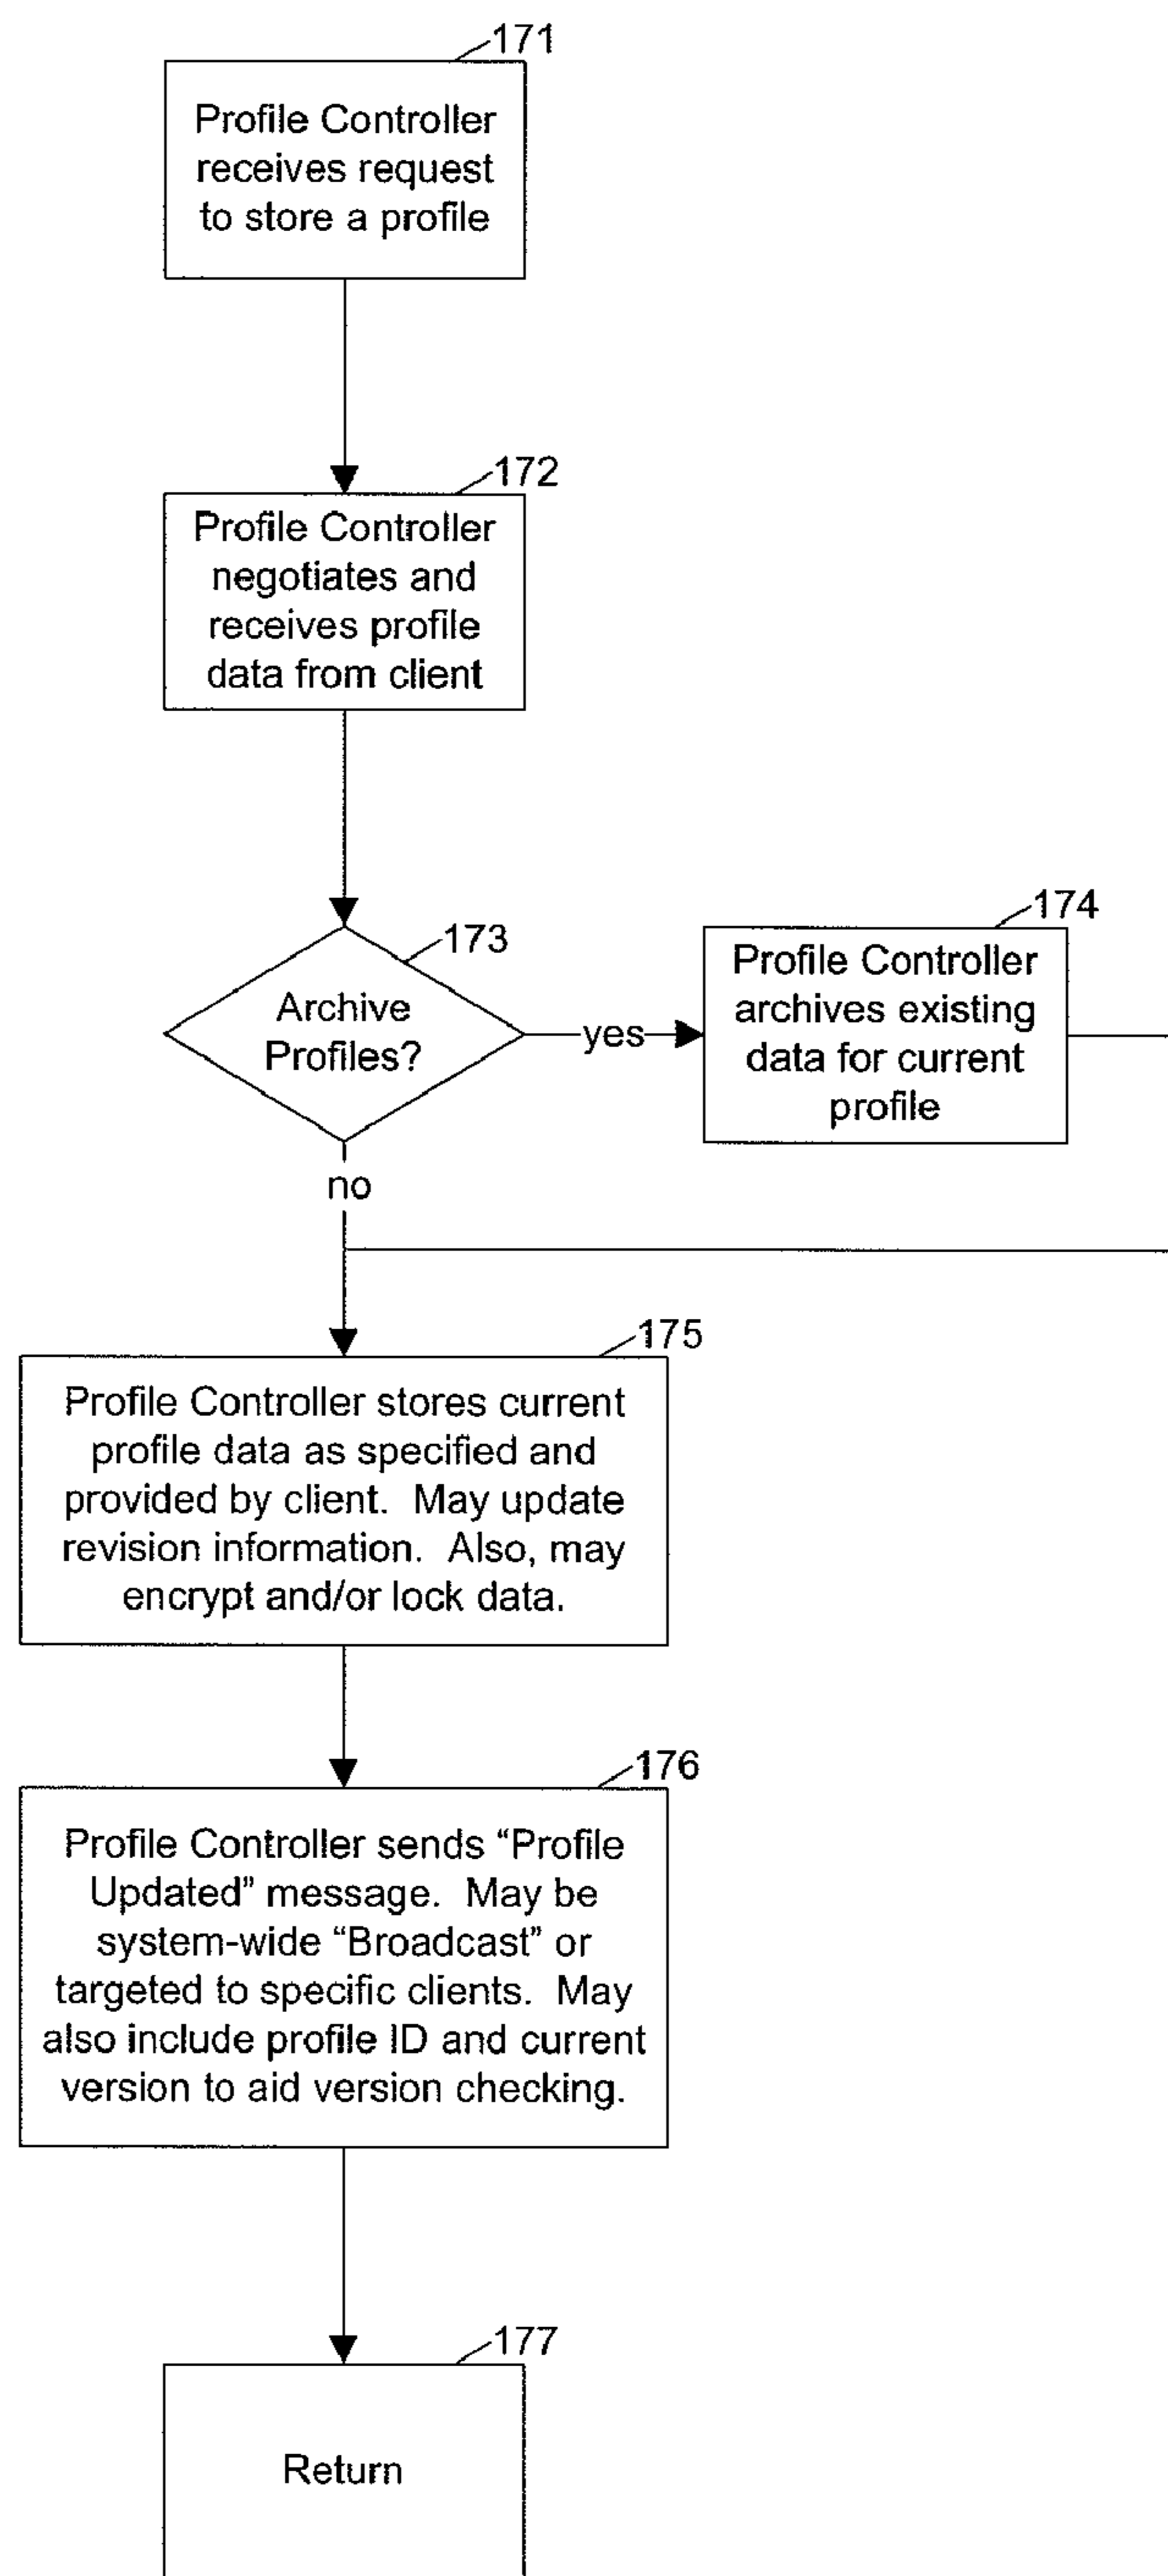 171
Profile Controller
receives request
to store a profile
172
Profile Controller
negotiates and
receives profile
data from client
173
Archive
Profiles?
yes
174
Profile Controller
archives existing
data for current
profile
no
175
Profile Controller stores current
profile data as specified and
provided by client.  May update
revision information.  Also, may
encrypt and/or lock data.
176
Profile Controller sends “Profile
Updated” message.  May be
system-wide “Broadcast” or
targeted to specific clients.  May
also include profile ID and current
version to aid version checking.
177
Return